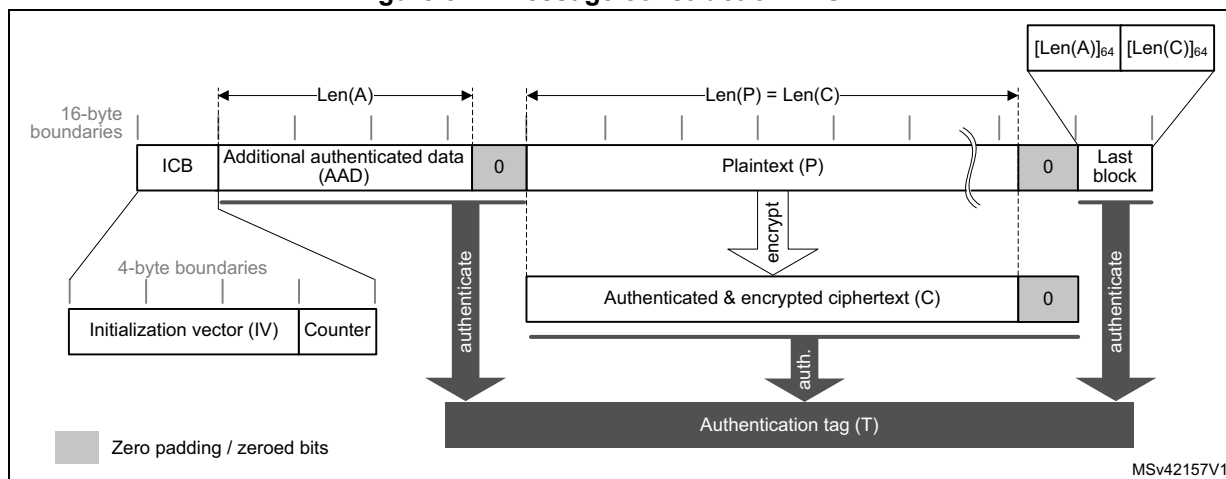 [Len(A)]64 [Len(C)]64
Len(A)
Len(P) = Len(C)
16-byte
boundaries
ICB
Additional authenticated data
(AAD)
0
Plaintext (P)
0
Last
block
4-byte boundaries
encrypt
Initialization vector (IV)
Counter
authenticate
Authenticated & encrypted ciphertext (C)
0
auth.
authenticate
Authentication tag (T)
Zero padding / zeroed bits
MSv42157V1